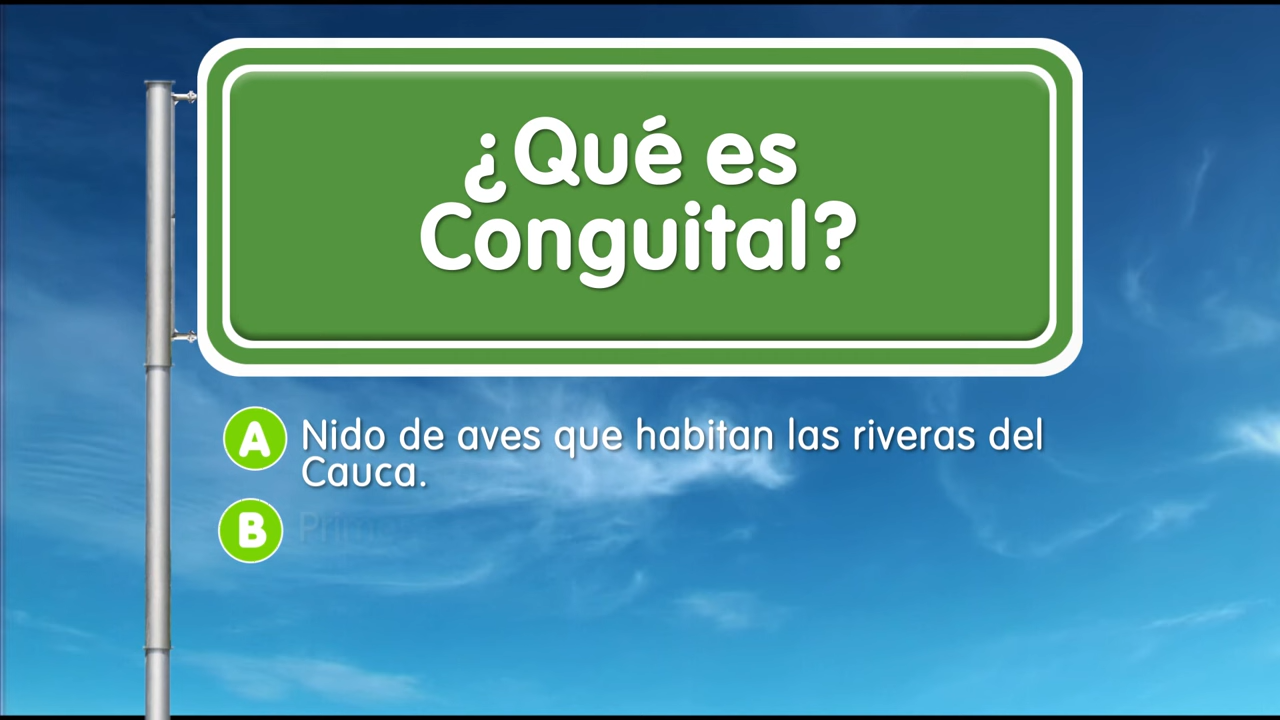 ¿Qué es
Conguital?
A Nido de aves que habitan las riveras del
Cauca.
B